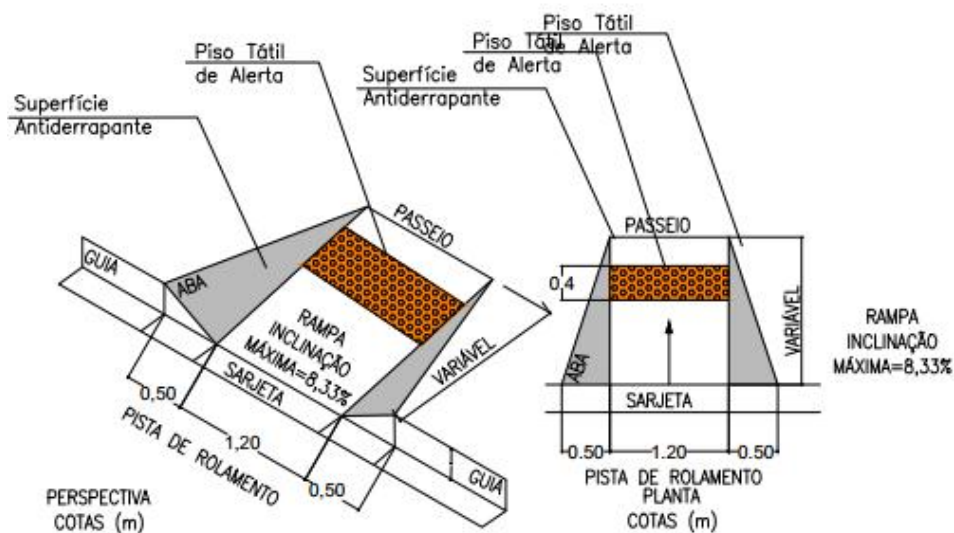 Piso Tátil
de Alerta
Superfície
Antiderrapante
GUIA
ABA
PASSEIO
RAMPA
INCLINAÇÃO
MÁXIMA=8,33%
VARIÁVEL
SARJETA
0,50
1,20
0,50
PISTA DE ROLAMENTO
GUIA
PERSPECTIVA
COTAS (m)
Piso Tátil
de Alerta
Piso Tátil
de Alerta
Superfície
Antiderrapante
PASSEIO
0,4
ABA
VARIÁVEL
RAMPA
INCLINAÇÃO
MÁXIMA=8,33%
SARJETA
0.50
1.20
0.50
PISTA DE ROLAMENTO
PLANTA
COTAS (m)